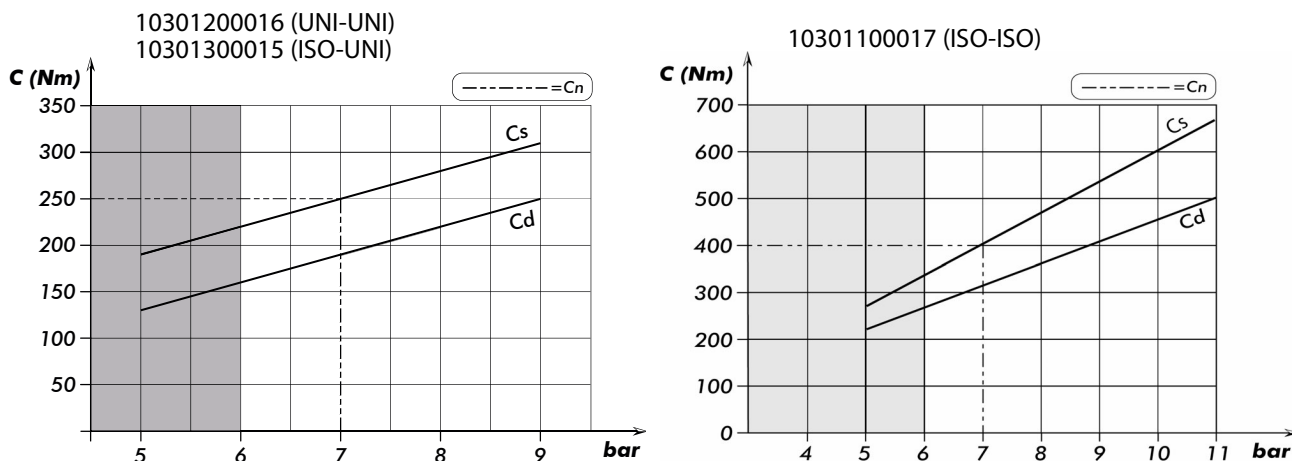 10301200016 (UNI-UNI)
10301300015 (ISO-UNI)
C (Nm)
=Cn
350
300
250
200
150
100
50
Cs
Cd
5
6
7
8
9
bar
10301100017 (ISO-ISO)
C (Nm)
=Cn
700
600
500
400
300
200
100
0
Cs
Cd
4
5
6
7
8
9
10
11
bar